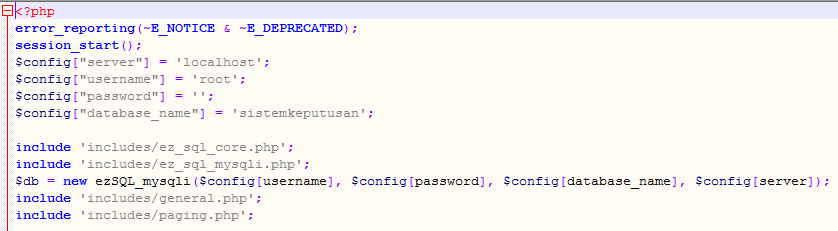 <?php
error_reporting(~E_NOTICE & ~E_DEPRECATED);
session_start();
$config["server"] = 'localhost';
$config["username"] = 'root';
$config["password"] = '';
$config["database_name"] = 'sistemkeputusan';
include 'includes/ez_sql_core.php';
include 'includes/ez_sql_mysqli.php';
$db = new ezSQL_mysqli($config[username], $config[password], $config[database_name], $config[server]);
include 'includes/general.php';
include 'includes/paging.php';